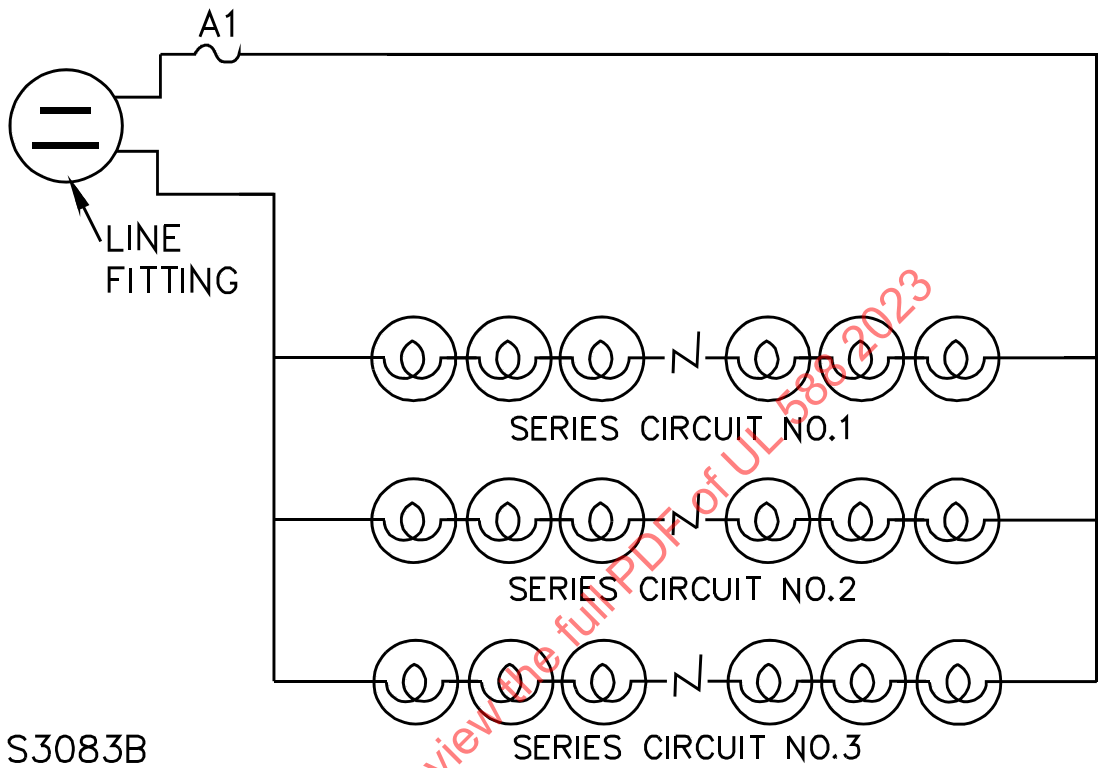 A1
LINE
FITTING
SERIES CIRCUIT NO.1
SERIES CIRCUIT NO.2
SERIES CIRCUIT NO.3
S3083B
view the full PDF of UL 588 2023